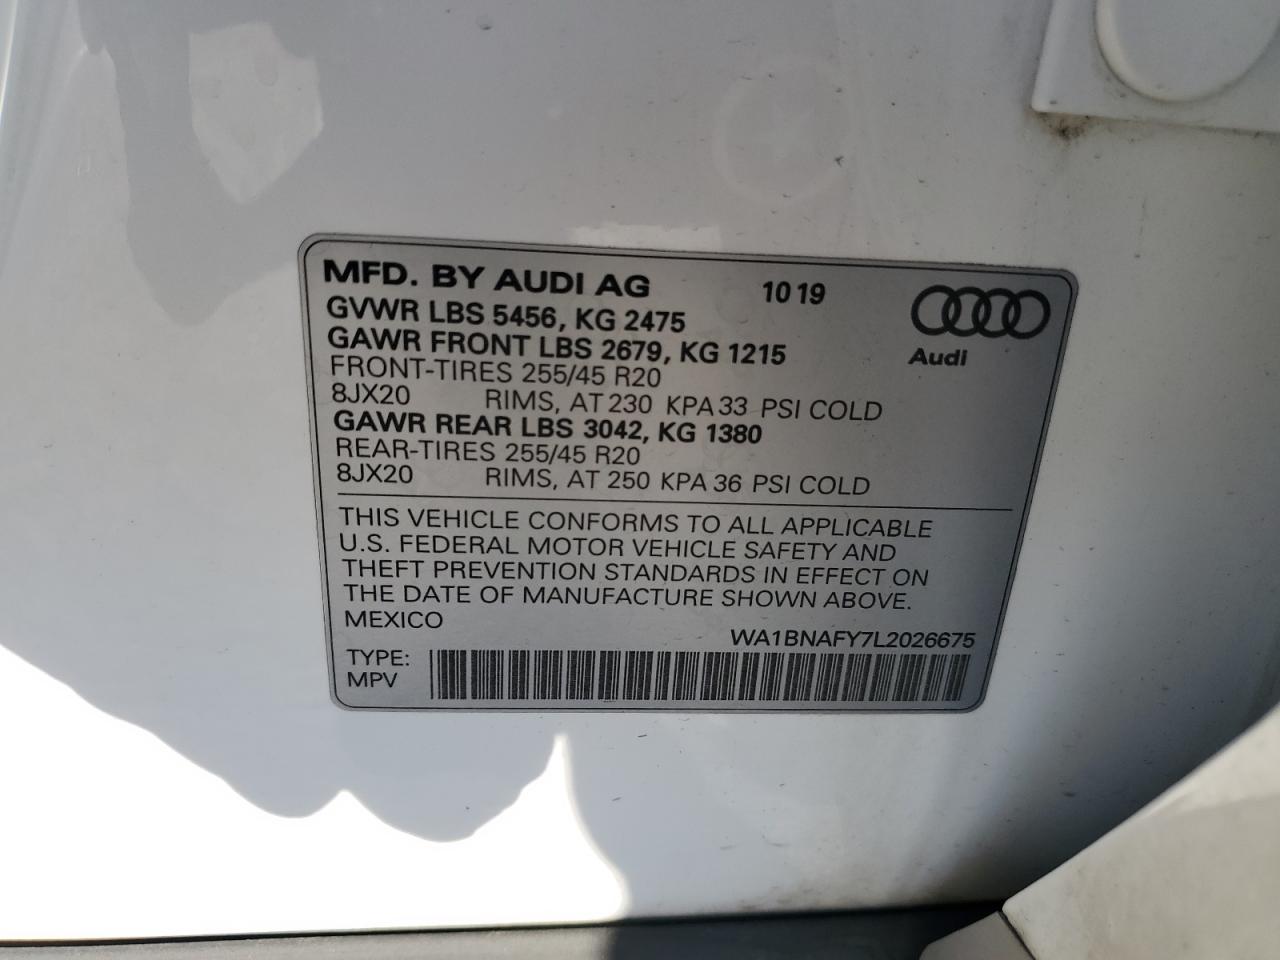 MFD. BY AUDI AG 10 19
GVWR LBS 5456, KG 2475
GAWR FRONT LBS 2679, KG 1215
Audi
FRONT-TIRES 255/45 R20
8JX20 RIMS, AT 230 KPA 33 PSI COLD
GAWR REAR LBS 3042, KG 1380
REAR-TIRES 255/45 R20
8JX20 RIMS, AT 250 KPA 36 PSI COLD
THIS VEHICLE CONFORMS TO ALL APPLICABLE
U.S. FEDERAL MOTOR VEHICLE SAFETY AND
THEFT PREVENTION STANDARDS IN EFFECT ON
THE DATE OF MANUFACTURE SHOWN ABOVE.
MEXICO
WA1BNAFY7L2026675
TYPE:
MPV